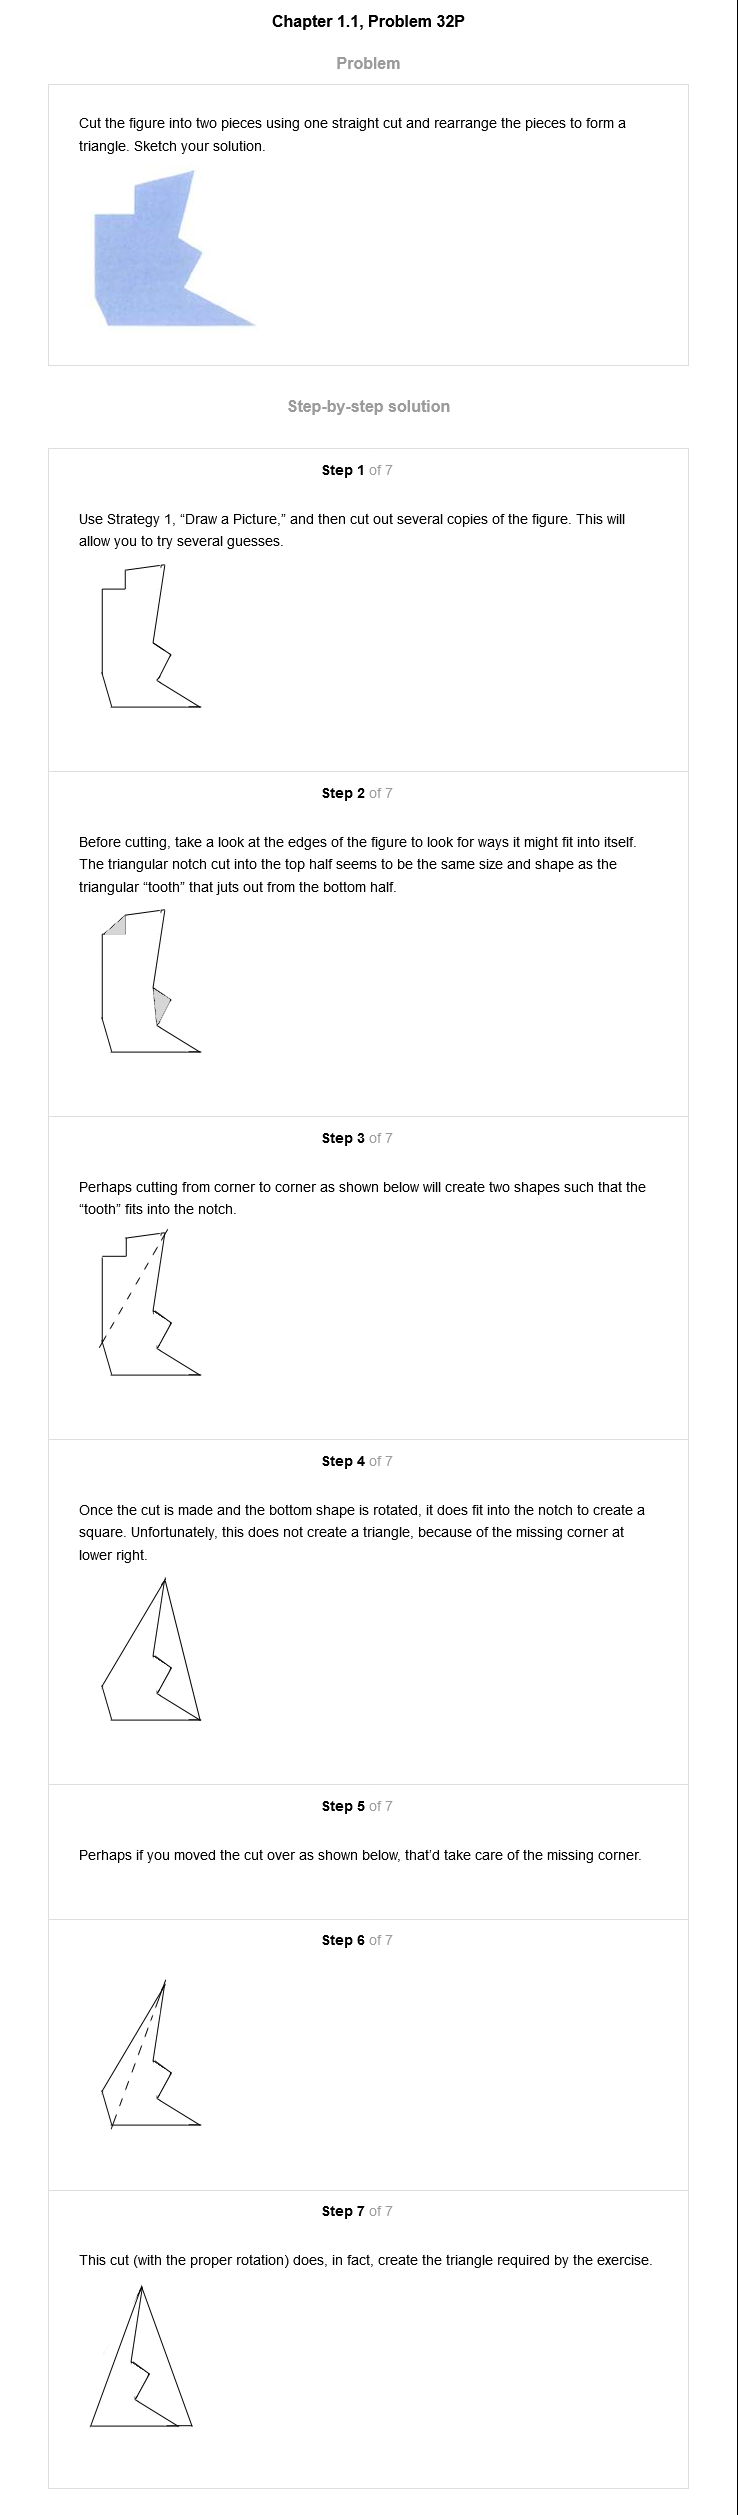 Chapter 1.1, Problem 32P
Problem
Cut the figure into two pieces using one straight cut and rearrange the pieces to form a
triangle. Sketch your solution.
Step-by-step solution
Step 1 of 7
Use Strategy 1, “Draw a Picture,” and then cut out several copies of the figure. This will
allow you to try several guesses.
Step 2 of 7
Before cutting, take a look at the edges of the figure to look for ways it might fit into itself.
The triangular notch cut into the top half seems to be the same size and shape as the
triangular “tooth” that juts out from the bottom half.
Step 3 of 7
Perhaps cutting from corner to corner as shown below will create two shapes such that the
“tooth” fits into the notch.
Step 4 of 7
Once the cut is made and the bottom shape is rotated, it does fit into the notch to create a
square. Unfortunately, this does not create a triangle, because of the missing corner at
lower right.
Step 5 of 7
Perhaps if you moved the cut over as shown below, that’d take care of the missing corner.
Step 6 of 7
Step 7 of 7
This cut (with the proper rotation) does, in fact, create the triangle required by the exercise.